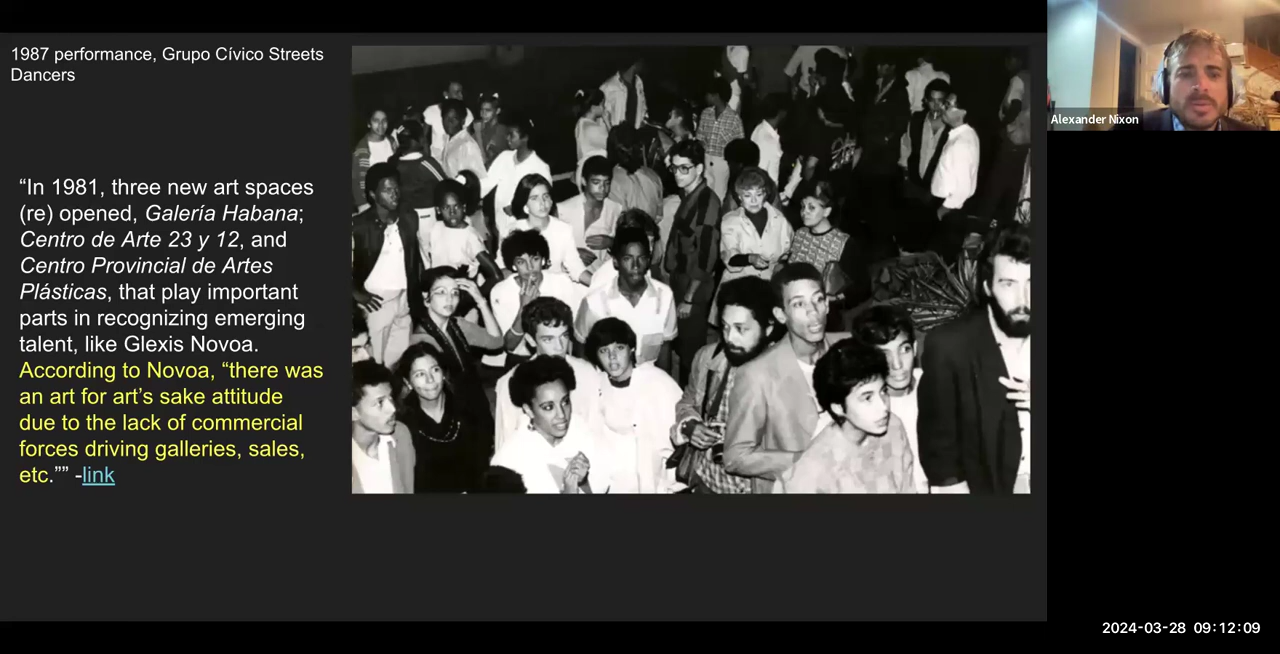 1987 performance, Grupo Cívico Streets
Dancers
“In 1981, three new art spaces
(re) opened, Galería Habana;
Centro de Arte 23 y 12, and
Centro Provincial de Artes
Plásticas, that play important
parts in recognizing emerging
talent, like Glexis Novoa.
According to Novoa, “there was
an art for art’s sake attitude
due to the lack of commercial
forces driving galleries, sales,
etc.”” -link
Alexander Nixon
2024-03-28 09:12:09